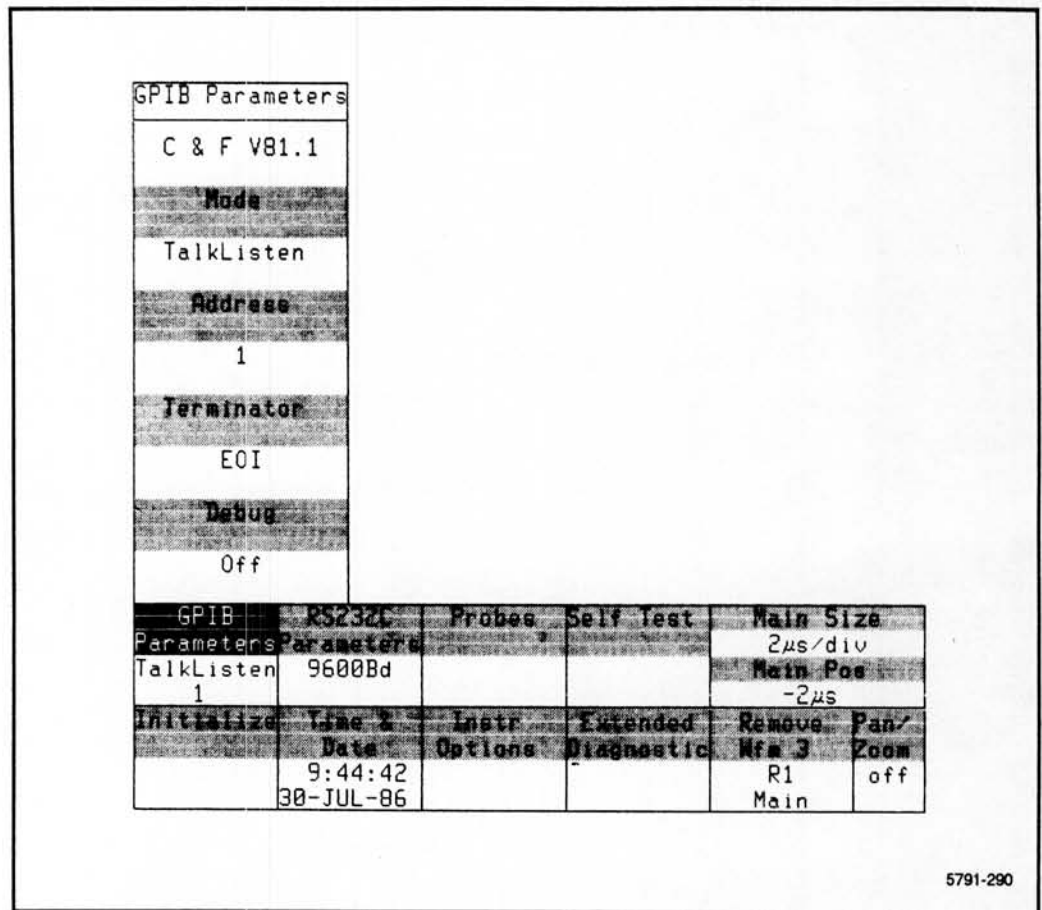 GPIB Parameters
C & F V81.1
Mode
TalkListen
Address
1
Terminator
EOI
Debug
Off
GPIB Parameters
TalkListen
1
RS232C Parameters
9600Bd
Probes
Self Test
Main Size
2µs/div
Main Pos
-2µs
Initialize
Time & Date
9:44:42
30-JUL-86
Instr Options
Extended Diagnostic
Remove Wfm 3
R1
Main
Pan/ Zoom
off
5791-290